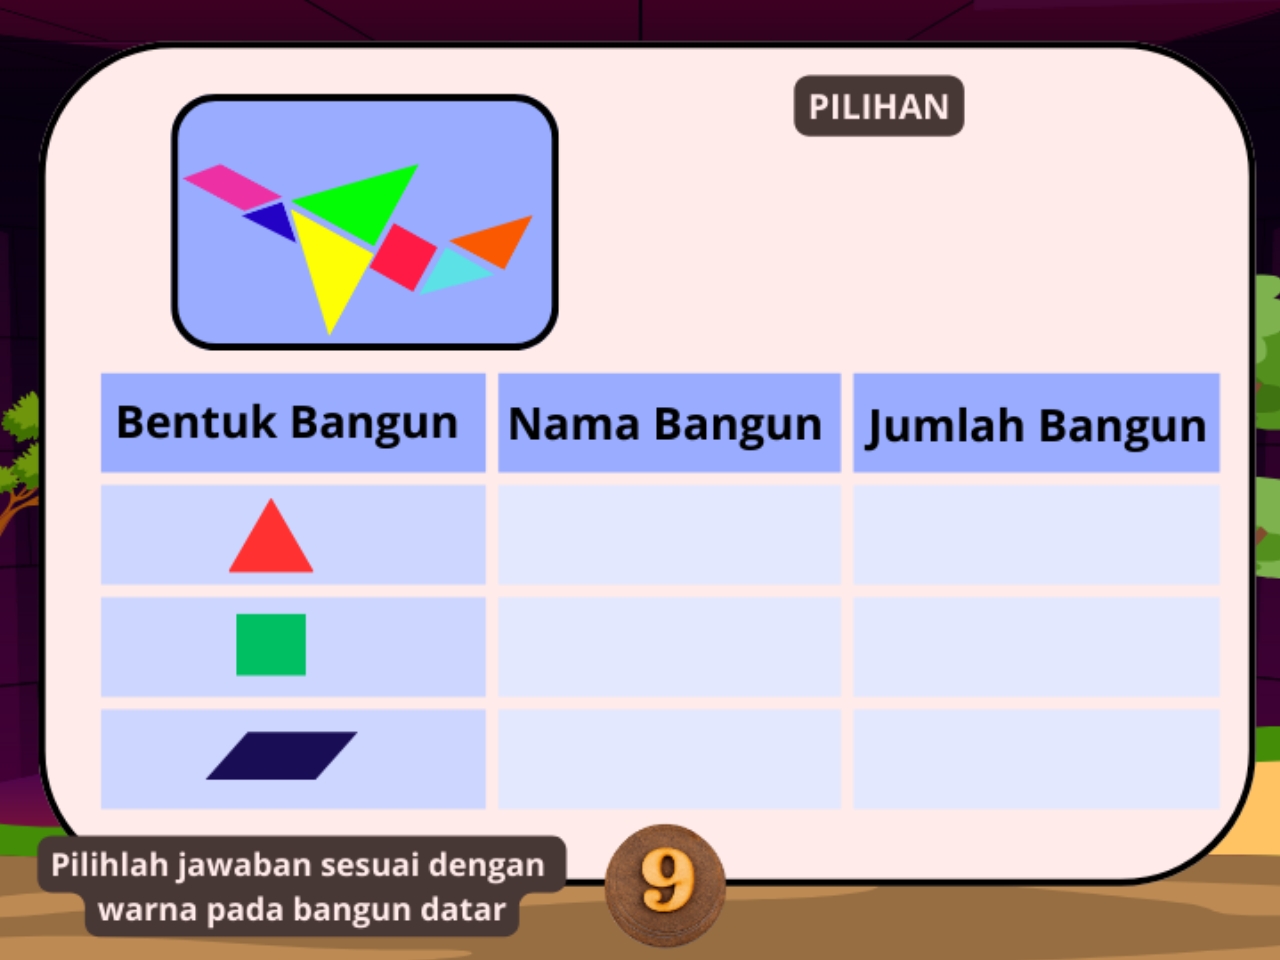 PILIHAN
Bentuk Bangun
Nama Bangun
Jumlah Bangun
Pilihlah jawaban sesuai dengan
warna pada bangun datar
9